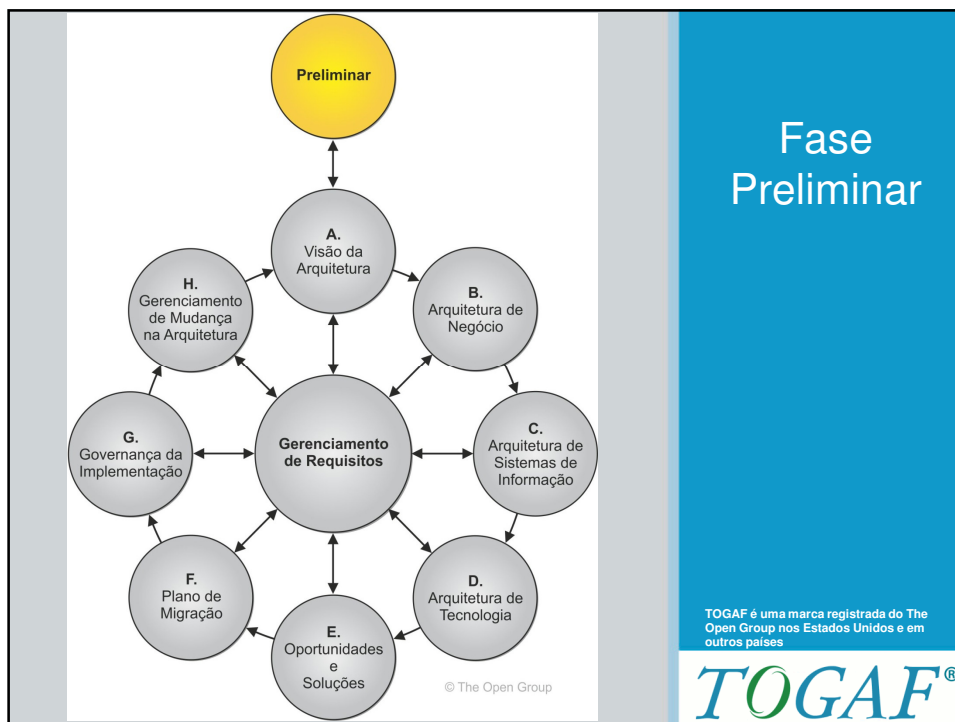 Preliminar
A.
Visão da
Arquitetura
B.
Arquitetura de
Negócio
C.
Arquitetura de
Sistemas de
Informação
D.
Arquitetura de
Tecnologia
E.
Oportunidades
e
Soluções
F.
Plano de
Migração
G.
Governança da
Implementação
H.
Gerenciamento
de Mudança
na Arquitetura
Gerenciamento
de Requisitos
© The Open Group
Fase
Preliminar
TOGAF é uma marca registrada do The
Open Group nos Estados Unidos e em
outros países
TOGAF®